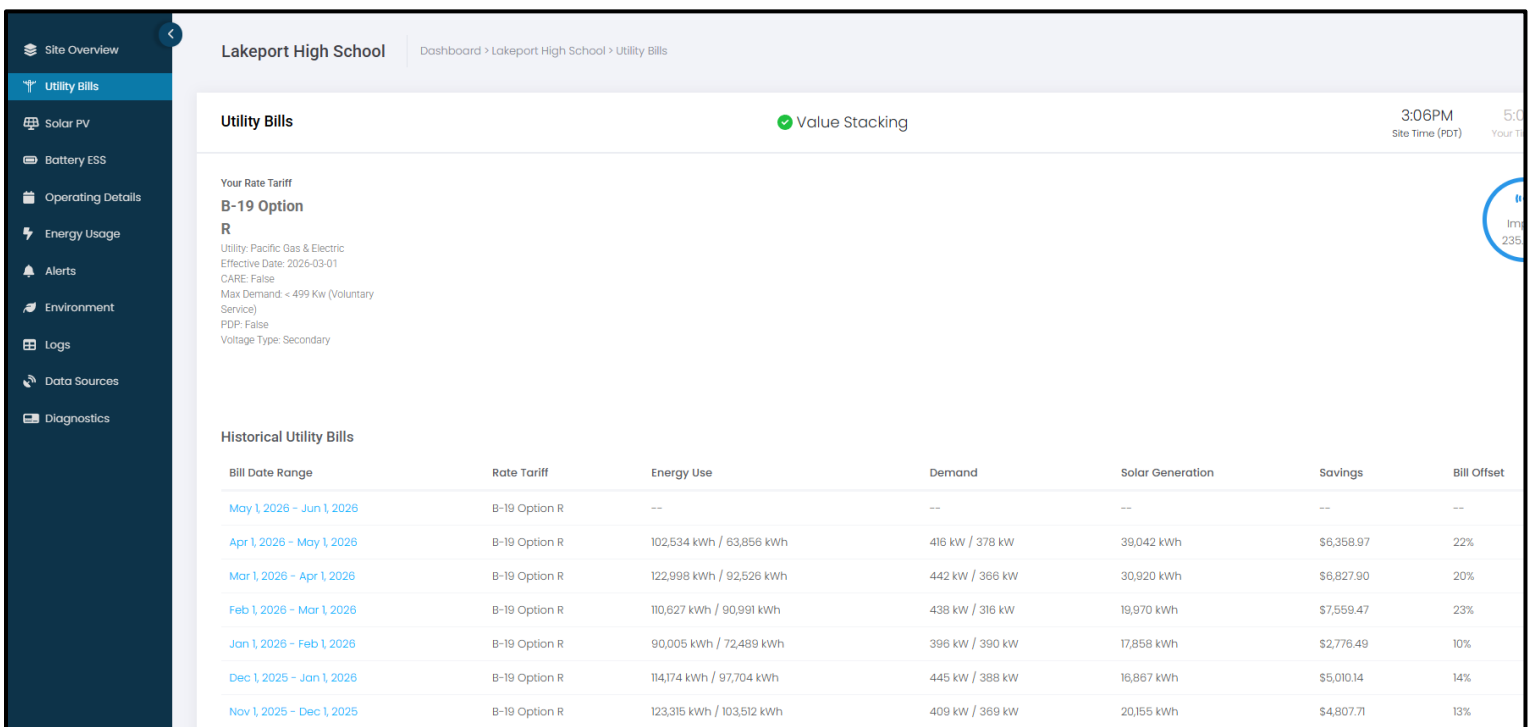 Site Overview
Utility Bills
Solar PV
Battery ESS
Operating Details
Energy Usage
Alerts
Environment
Logs
Data Sources
Diagnostics
Lakeport High School
Dashboard > Lakeport High School > Utility Bills
Utility Bills
Value Stacking
3:06PM
Site Time (PDT)
Your
Your Rate Tariff
B-19 Option
R
Utility: Pacific Gas & Electric
Effective Date: 2026-03-01
CARE: False
Max Demand: < 499 Kw (Voluntary
Service)
PDP: False
Voltage Type: Secondary
Historical Utility Bills
Bill Date Range Rate Tariff Energy Use Demand Solar Generation Savings Bill Offset
May 1, 2026 - Jun 1, 2026 B-19 Option R -- -- -- -- --
Apr 1, 2026 - May 1, 2026 B-19 Option R 102,534 kWh / 63,856 kWh 416 kW / 378 kW 39,042 kWh $6,358.97 22%
Mar 1, 2026 - Apr 1, 2026 B-19 Option R 122,998 kWh / 92,526 kWh 442 kW / 366 kW 30,920 kWh $6,827.90 20%
Feb 1, 2026 - Mar 1, 2026 B-19 Option R 110,627 kWh / 90,991 kWh 438 kW / 316 kW 19,970 kWh $7,559.47 23%
Jan 1, 2026 - Feb 1, 2026 B-19 Option R 90,005 kWh / 72,489 kWh 396 kW / 390 kW 17,858 kWh $2,776.49 10%
Dec 1, 2025 - Jan 1, 2026 B-19 Option R 114,174 kWh / 97,704 kWh 445 kW / 388 kW 16,867 kWh $5,010.14 14%
Nov 1, 2025 - Dec 1, 2025 B-19 Option R 123,315 kWh / 103,512 kWh 409 kW / 369 kW 20,155 kWh $4,807.71 13%